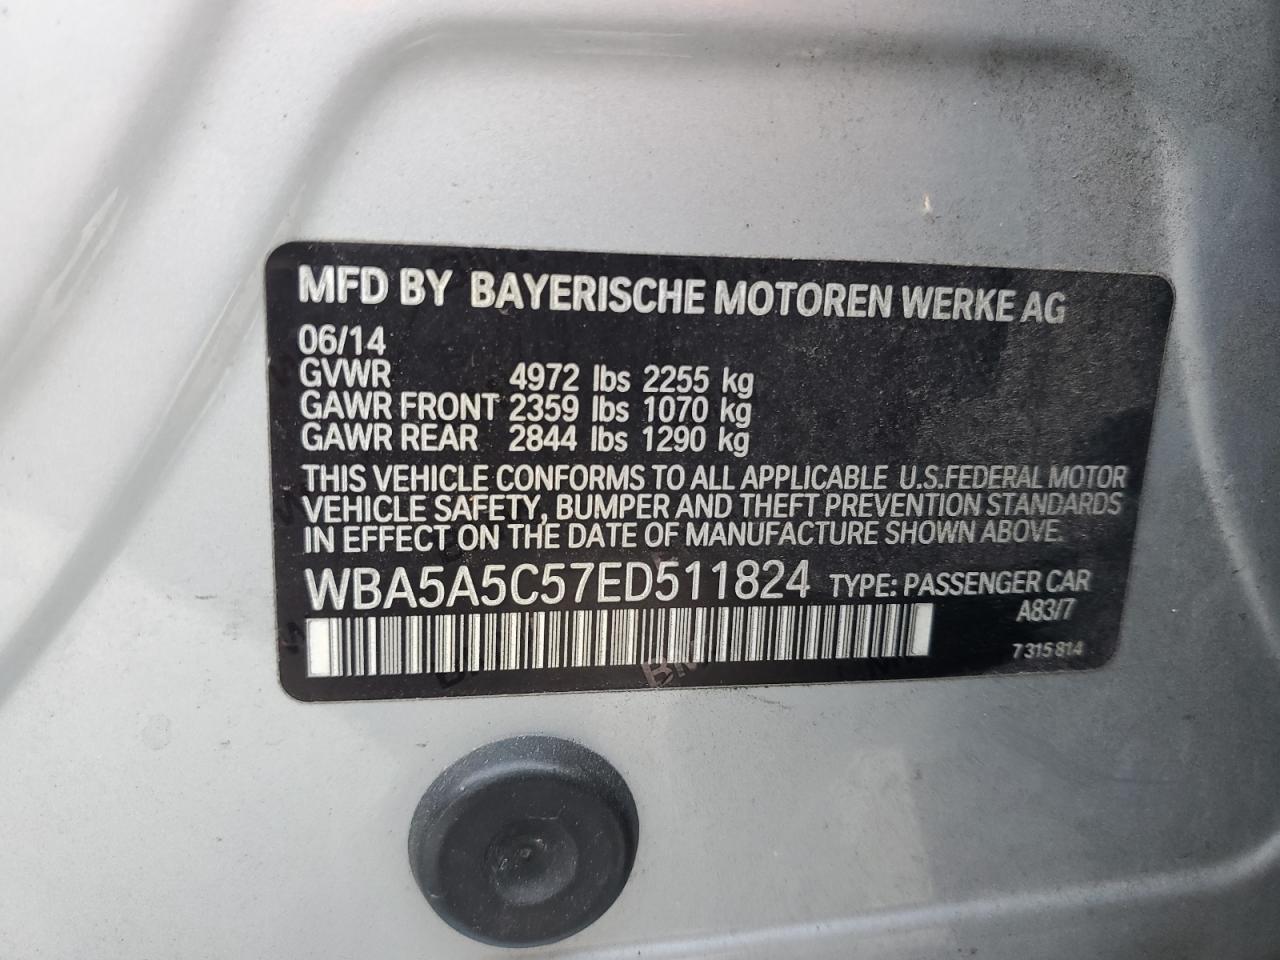 MFD BY BAYERISCHE MOTOREN WERKE AG
06/14
GVWR 4972 lbs 2255 kg
GAWR FRONT 2359 lbs 1070 kg
GAWR REAR 2844 lbs 1290 kg
THIS VEHICLE CONFORMS TO ALL APPLICABLE U.S.FEDERAL MOTOR
VEHICLE SAFETY, BUMPER AND THEFT PREVENTION STANDARDS
IN EFFECT ON THE DATE OF MANUFACTURE SHOWN ABOVE.
WBA5A5C57ED511824 TYPE: PASSENGER CAR
A83/7
7 315 814